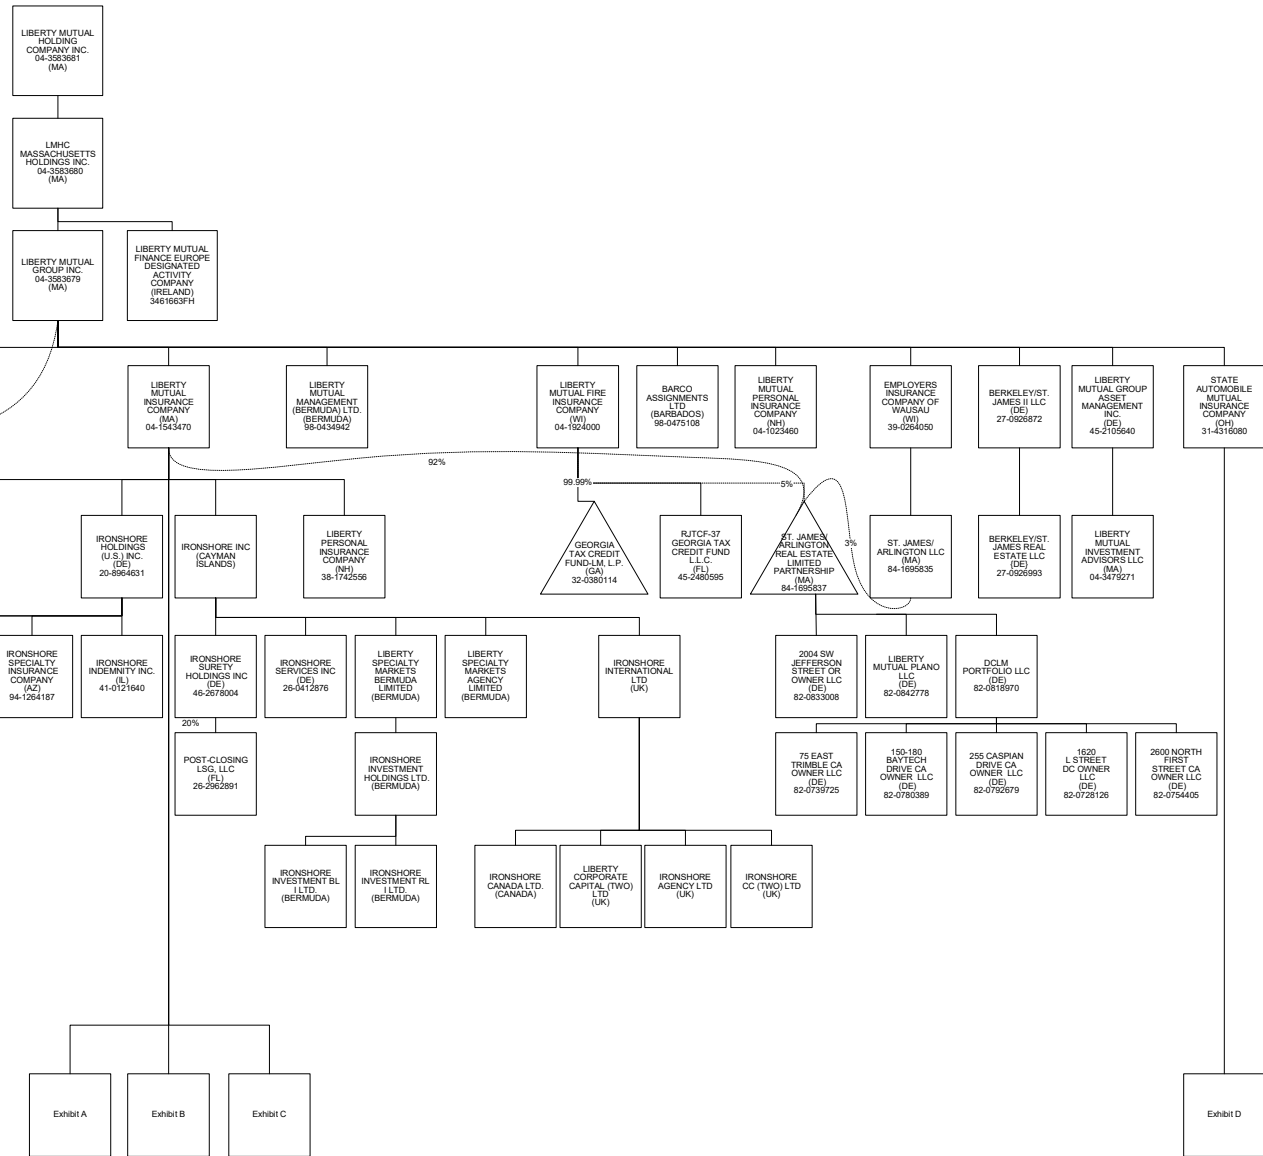 LIBERTY MUTUAL
HOLDING
COMPANY INC.
04-3583681
(MA)
LMHC
MASSACHUSETTS
HOLDINGS INC.
04-3583680
(MA)
LIBERTY MUTUAL
GROUP INC.
04-3583679
(MA)
LIBERTY MUTUAL
FINANCE EUROPE
DESIGNATED
ACTIVITY
COMPANY
(IRELAND)
3461663FH
LIBERTY
MUTUAL
INSURANCE
COMPANY
(MA)
04-1543470
LIBERTY
MUTUAL
MANAGEMENT
(BERMUDA) LTD.
(BERMUDA)
98-0434942
LIBERTY
MUTUAL FIRE
INSURANCE
COMPANY
(WI)
04-1924000
BARCO
ASSIGNMENTS
LTD
(BARBADOS)
98-0475108
LIBERTY
MUTUAL
PERSONAL
INSURANCE
COMPANY
(NH)
04-1023460
EMPLOYERS
INSURANCE
COMPANY OF
WAUSAU
(WI)
39-0264050
BERKELEY/ST.
JAMES II LLC
(DE)
27-0926872
LIBERTY
MUTUAL GROUP
ASSET
MANAGEMENT
INC.
(DE)
45-2105640
STATE
AUTOMOBILE
MUTUAL
INSURANCE
COMPANY
(OH)
31-4316080
92%
99.99%
5%
3%
IRONSHORE
HOLDINGS
(U.S.) INC.
(DE)
20-8964631
IRONSHORE INC
(CAYMAN
ISLANDS)
LIBERTY
PERSONAL
INSURANCE
COMPANY
(NH)
38-1742556
GEORGIA
TAX CREDIT
FUND-LM, L.P.
(GA)
32-0380114
RJTCF-37
GEORGIA TAX
CREDIT FUND
L.L.C.
(FL)
45-2480595
ST. JAMES/
ARLINGTON
REAL ESTATE
LIMITED
PARTNERSHIP
(MA)
84-1695837
ST. JAMES/
ARLINGTON LLC
(MA)
84-1695835
BERKELEY/ST.
JAMES REAL
ESTATE LLC
(DE)
27-0926993
LIBERTY
MUTUAL
INVESTMENT
ADVISORS LLC
(MA)
04-3479271
IRONSHORE
SPECIALTY
INSURANCE
COMPANY
(AZ)
94-1264187
IRONSHORE
INDEMNITY INC.
(IL)
41-0121640
IRONSHORE
SURETY
HOLDINGS INC
(DE)
46-2678004
IRONSHORE
SERVICES INC
(DE)
26-0412876
LIBERTY
SPECIALTY
MARKETS
BERMUDA
LIMITED
(BERMUDA)
LIBERTY
SPECIALTY
MARKETS
AGENCY
LIMITED
(BERMUDA)
IRONSHORE
INTERNATIONAL
LTD
(UK)
2004 SW
JEFFERSON
STREET OR
OWNER LLC
(DE)
82-0833008
LIBERTY
MUTUAL PLANO
LLC
(DE)
82-0842778
DCLM
PORTFOLIO LLC
(DE)
82-0818970
20%
POST-CLOSING
LSG, LLC
(FL)
26-2962891
IRONSHORE
INVESTMENT
HOLDINGS LTD.
(BERMUDA)
75 EAST
TRIMBLE CA
OWNER LLC
(DE)
82-0739725
150-180
BAYTECH
DRIVE CA
OWNER LLC
(DE)
82-0780389
255 CASPIAN
DRIVE CA
OWNER LLC
(DE)
82-0792679
1620
L STREET
DC OWNER
LLC
(DE)
82-0728126
2600 NORTH
FIRST
STREET CA
OWNER LLC
(DE)
82-0754405
IRONSHORE
INVESTMENT BL
I LTD.
(BERMUDA)
IRONSHORE
INVESTMENT RL
I LTD.
(BERMUDA)
IRONSHORE
CANADA LTD.
(CANADA)
LIBERTY
CORPORATE
CAPITAL (TWO)
LTD
(UK)
IRONSHORE
AGENCY LTD
(UK)
IRONSHORE
CC (TWO) LTD
(UK)
Exhibit A
Exhibit B
Exhibit C
Exhibit D